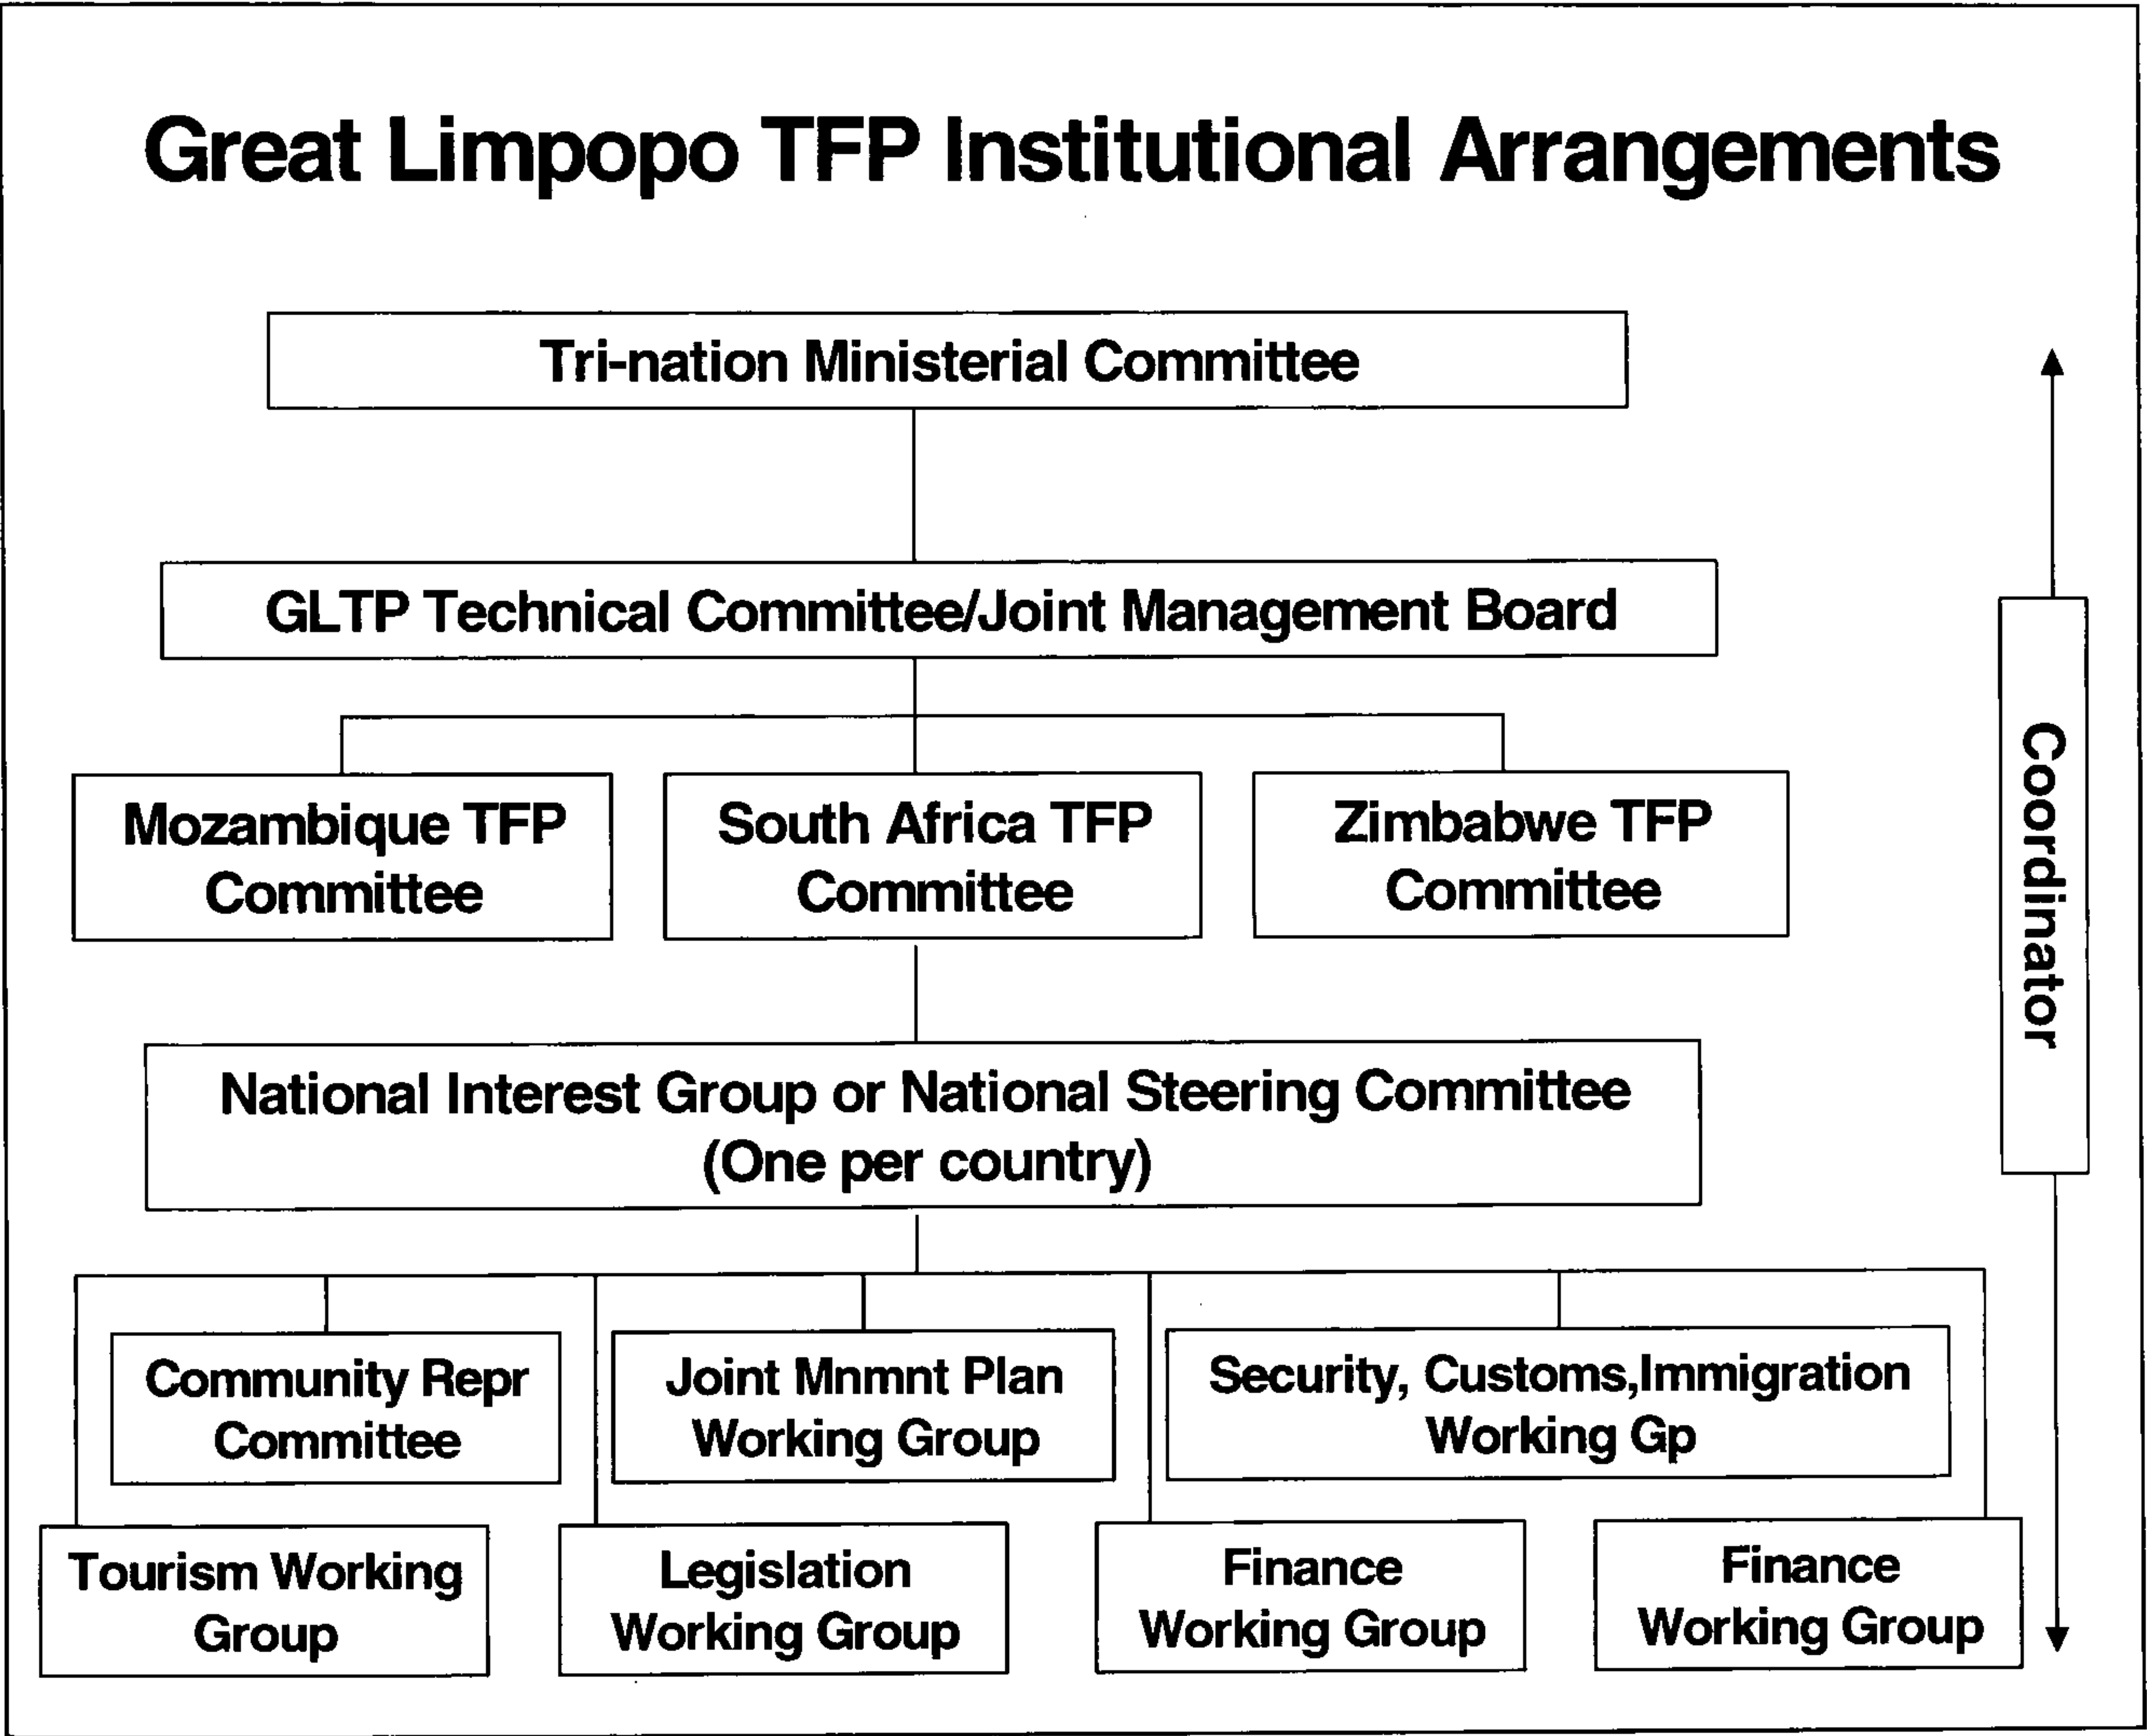 Great Limpopo TFP Institutional Arrangements
Tri-nation Ministerial Committee
GLTP Technical Committee/Joint Management Board
Mozambique TFP
Committee
South Africa TFP
Committee
Zimbabwe TFP
Committee
Coordinator
National Interest Group or National Steering Committee
(One per country)
Community Repr
Committee
Joint Mnmnt Plan
Working Group
Security, Customs,Immigration
Working Gp
Tourism Working
Group
Legislation
Working Group
Finance
Working Group
Finance
Working Group